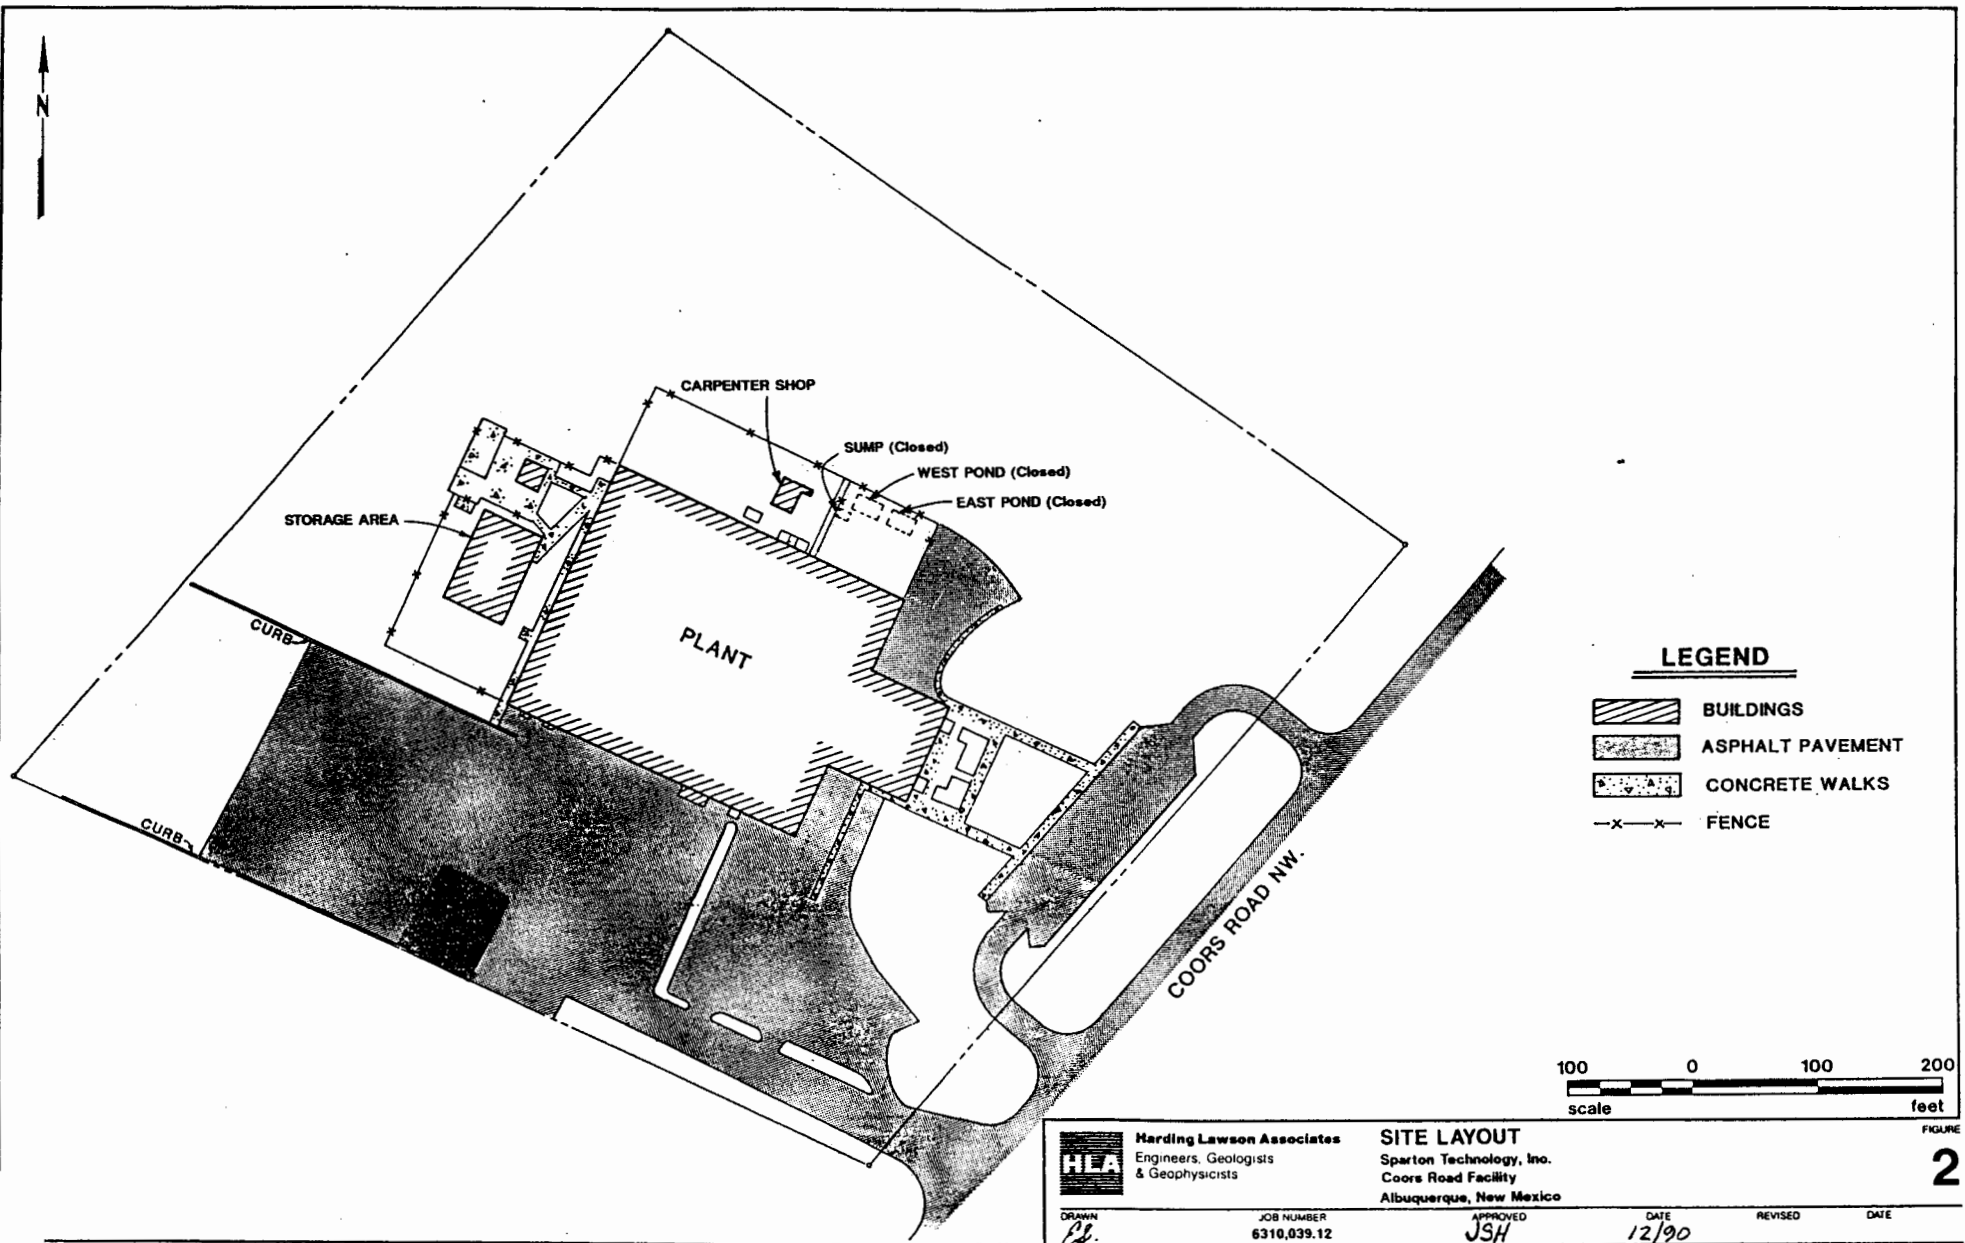 N
CARPENTER SHOP
SUMP (Closed)
WEST POND (Closed)
EAST POND (Closed)
STORAGE AREA
CURB
PLANT
CURB
COORS ROAD NW.
LEGEND
BUILDINGS
ASPHALT PAVEMENT
CONCRETE WALKS
—x——x— FENCE
100 0 100 200
scale feet
HLA
Harding Lawson Associates
Engineers, Geologists
& Geophysicists
SITE LAYOUT
Sparton Technology, Inc.
Coors Road Facility
Albuquerque, New Mexico
FIGURE
2
DRAWN JOB NUMBER APPROVED DATE REVISED DATE
6310,039.12 JSH 12/90